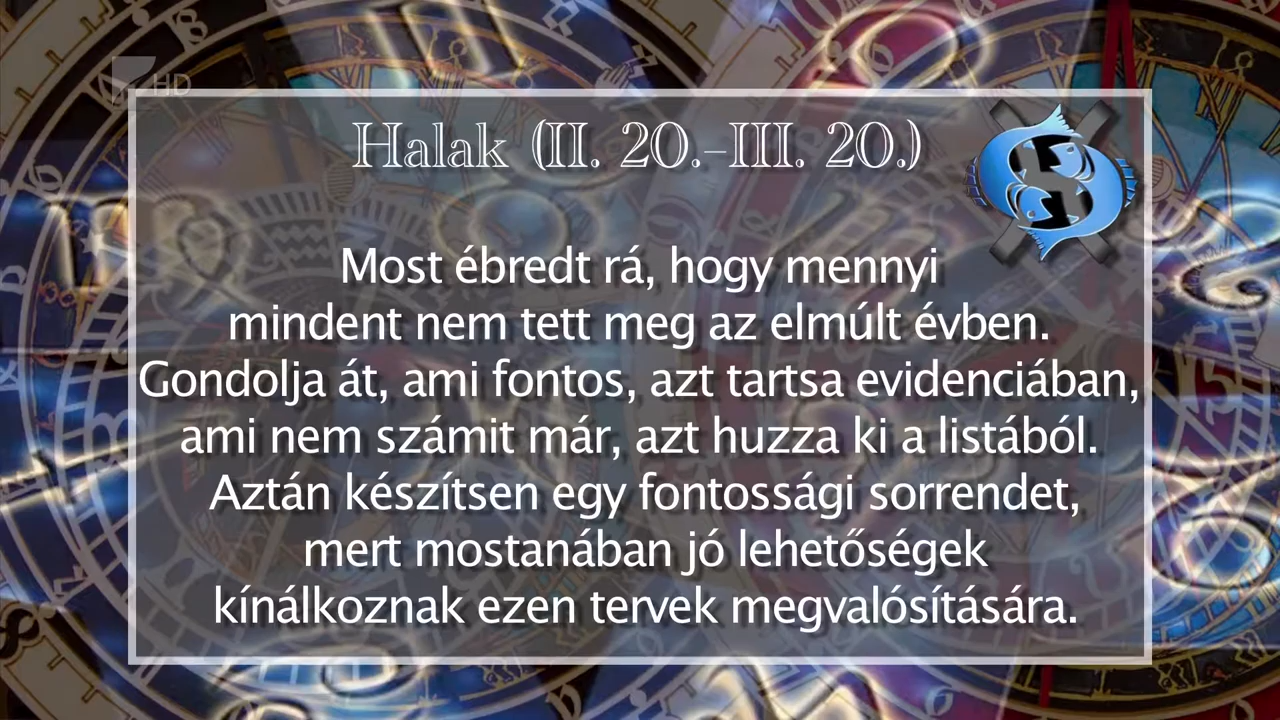 HD
Halak (II. 20.-III. 20.)
Most ébredt rá, hogy mennyi
mindent nem tett meg az elmúlt évben.
Gondolja át, ami fontos, azt tartsa evidenciában,
ami nem számit már, azt huzza ki a listából.
Aztán készítsen egy fontossági sorrendet,
mert mostanában jó lehetőségek
kínálkoznak ezen tervek megvalósítására.